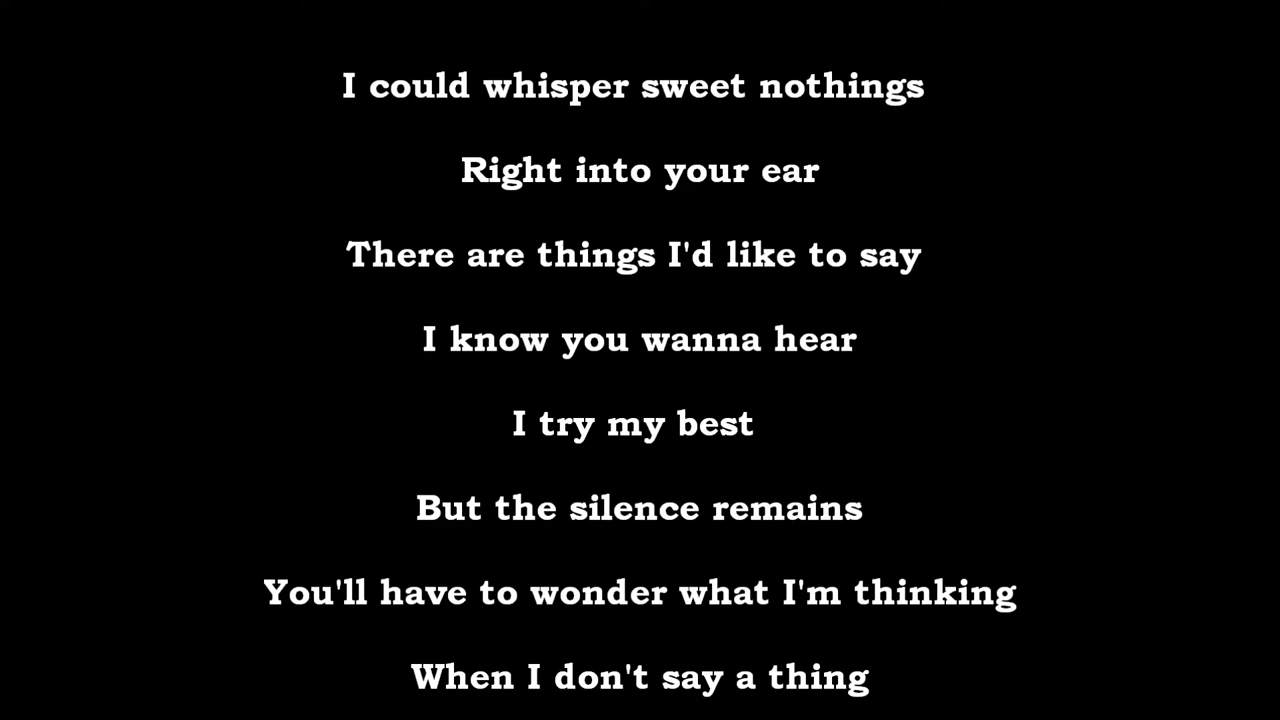 I could whisper sweet nothings
Right into your ear
There are things I'd like to say
I know you wanna hear
I try my best
But the silence remains
You'll have to wonder what I'm thinking
When I don't say a thing